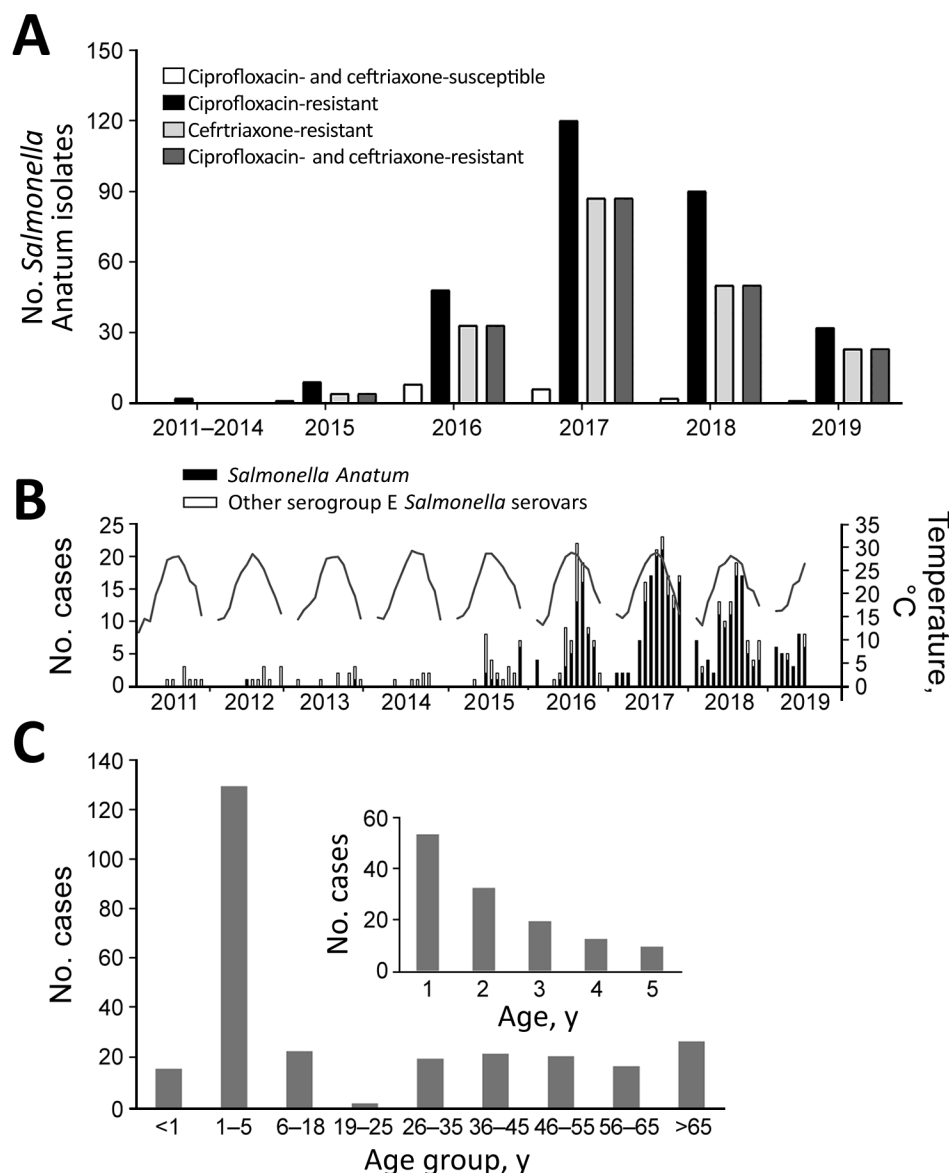 A
No. Salmonella
Anatum isolates
150
120
90
60
30
0
Ciprofloxacin- and ceftriaxone-susceptible
Ciprofloxacin-resistant
Cefrtriaxone-resistant
Ciprofloxacin- and ceftriaxone-resistant
2011–2014 2015 2016 2017 2018 2019
B
Salmonella Anatum
Other serogroup E Salmonella serovars
No. cases
25
20
15
10
5
0
35
30
25
20
15
10
5
0
Temperature,
°C
2011 2012 2013 2014 2015 2016 2017 2018 2019
C
No. cases
140
120
100
80
60
40
20
0
No. cases
60
40
20
0
1 2 3 4 5
Age, y
<1 1–5 6–18 19–25 26–35 36–45 46–55 56–65 >65
Age group, y